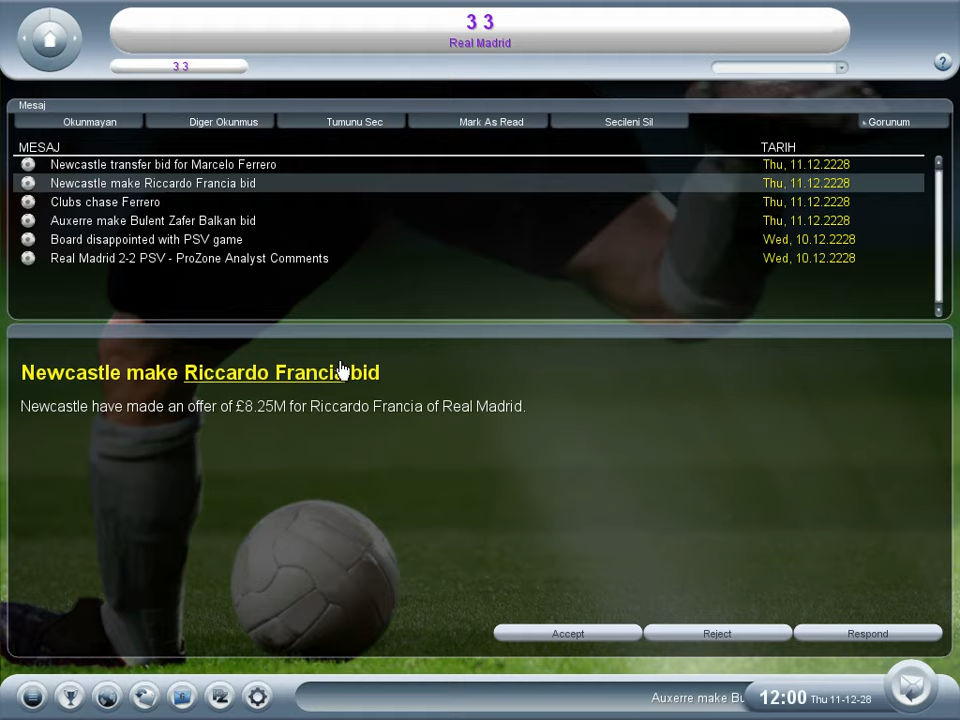 3 3
Real Madrid
3 3
?
Mesaj
Okunmayan Diger Okunmus Tumunu Sec Mark As Read Secileni Sil Gorunum
MESAJ TARIH
Newcastle transfer bid for Marcelo Ferrero Thu, 11.12.2228
Newcastle make Riccardo Francia bid Thu, 11.12.2228
Clubs chase Ferrero Thu, 11.12.2228
Auxerre make Bulent Zafer Balkan bid Thu, 11.12.2228
Board disappointed with PSV game Wed, 10.12.2228
Real Madrid 2-2 PSV - ProZone Analyst Comments Wed, 10.12.2228
Newcastle make Riccardo Francia bid
Newcastle have made an offer of £8.25M for Riccardo Francia of Real Madrid.
Accept Reject Respond
Auxerre make Bu 12:00 Thu 11-12-28